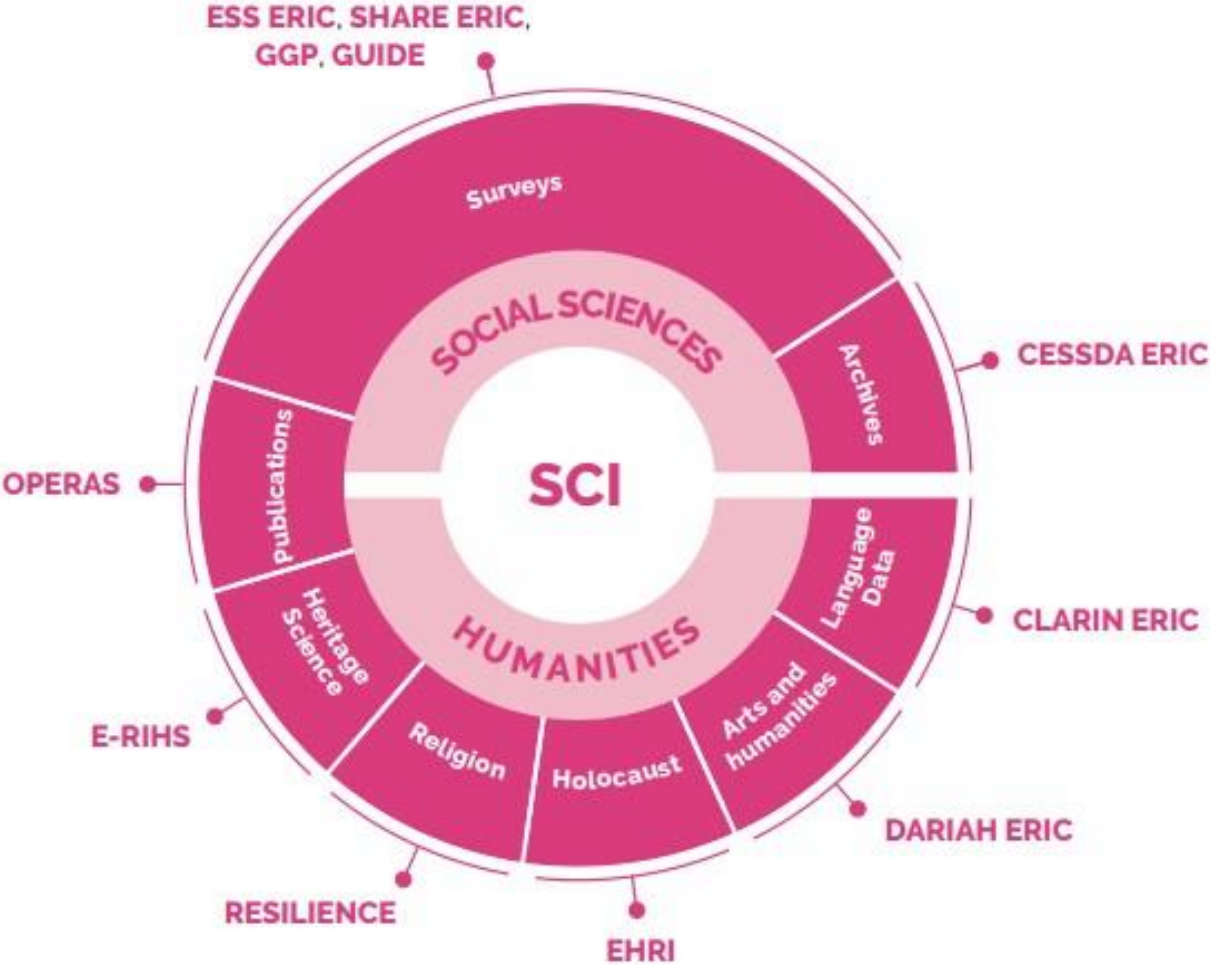 ESS ERIC, SHARE ERIC,
GGP, GUIDE
Surveys
SOCIAL SCIENCES
Archives
CESSDA ERIC
OPERAS
Publications
SCI
Language
Data
CLARIN ERIC
HUMANITIES
Heritage
Science
E-RIHS
Religion
RESILIENCE
Holocaust
EHRI
Arts and
humanities
DARIAH ERIC